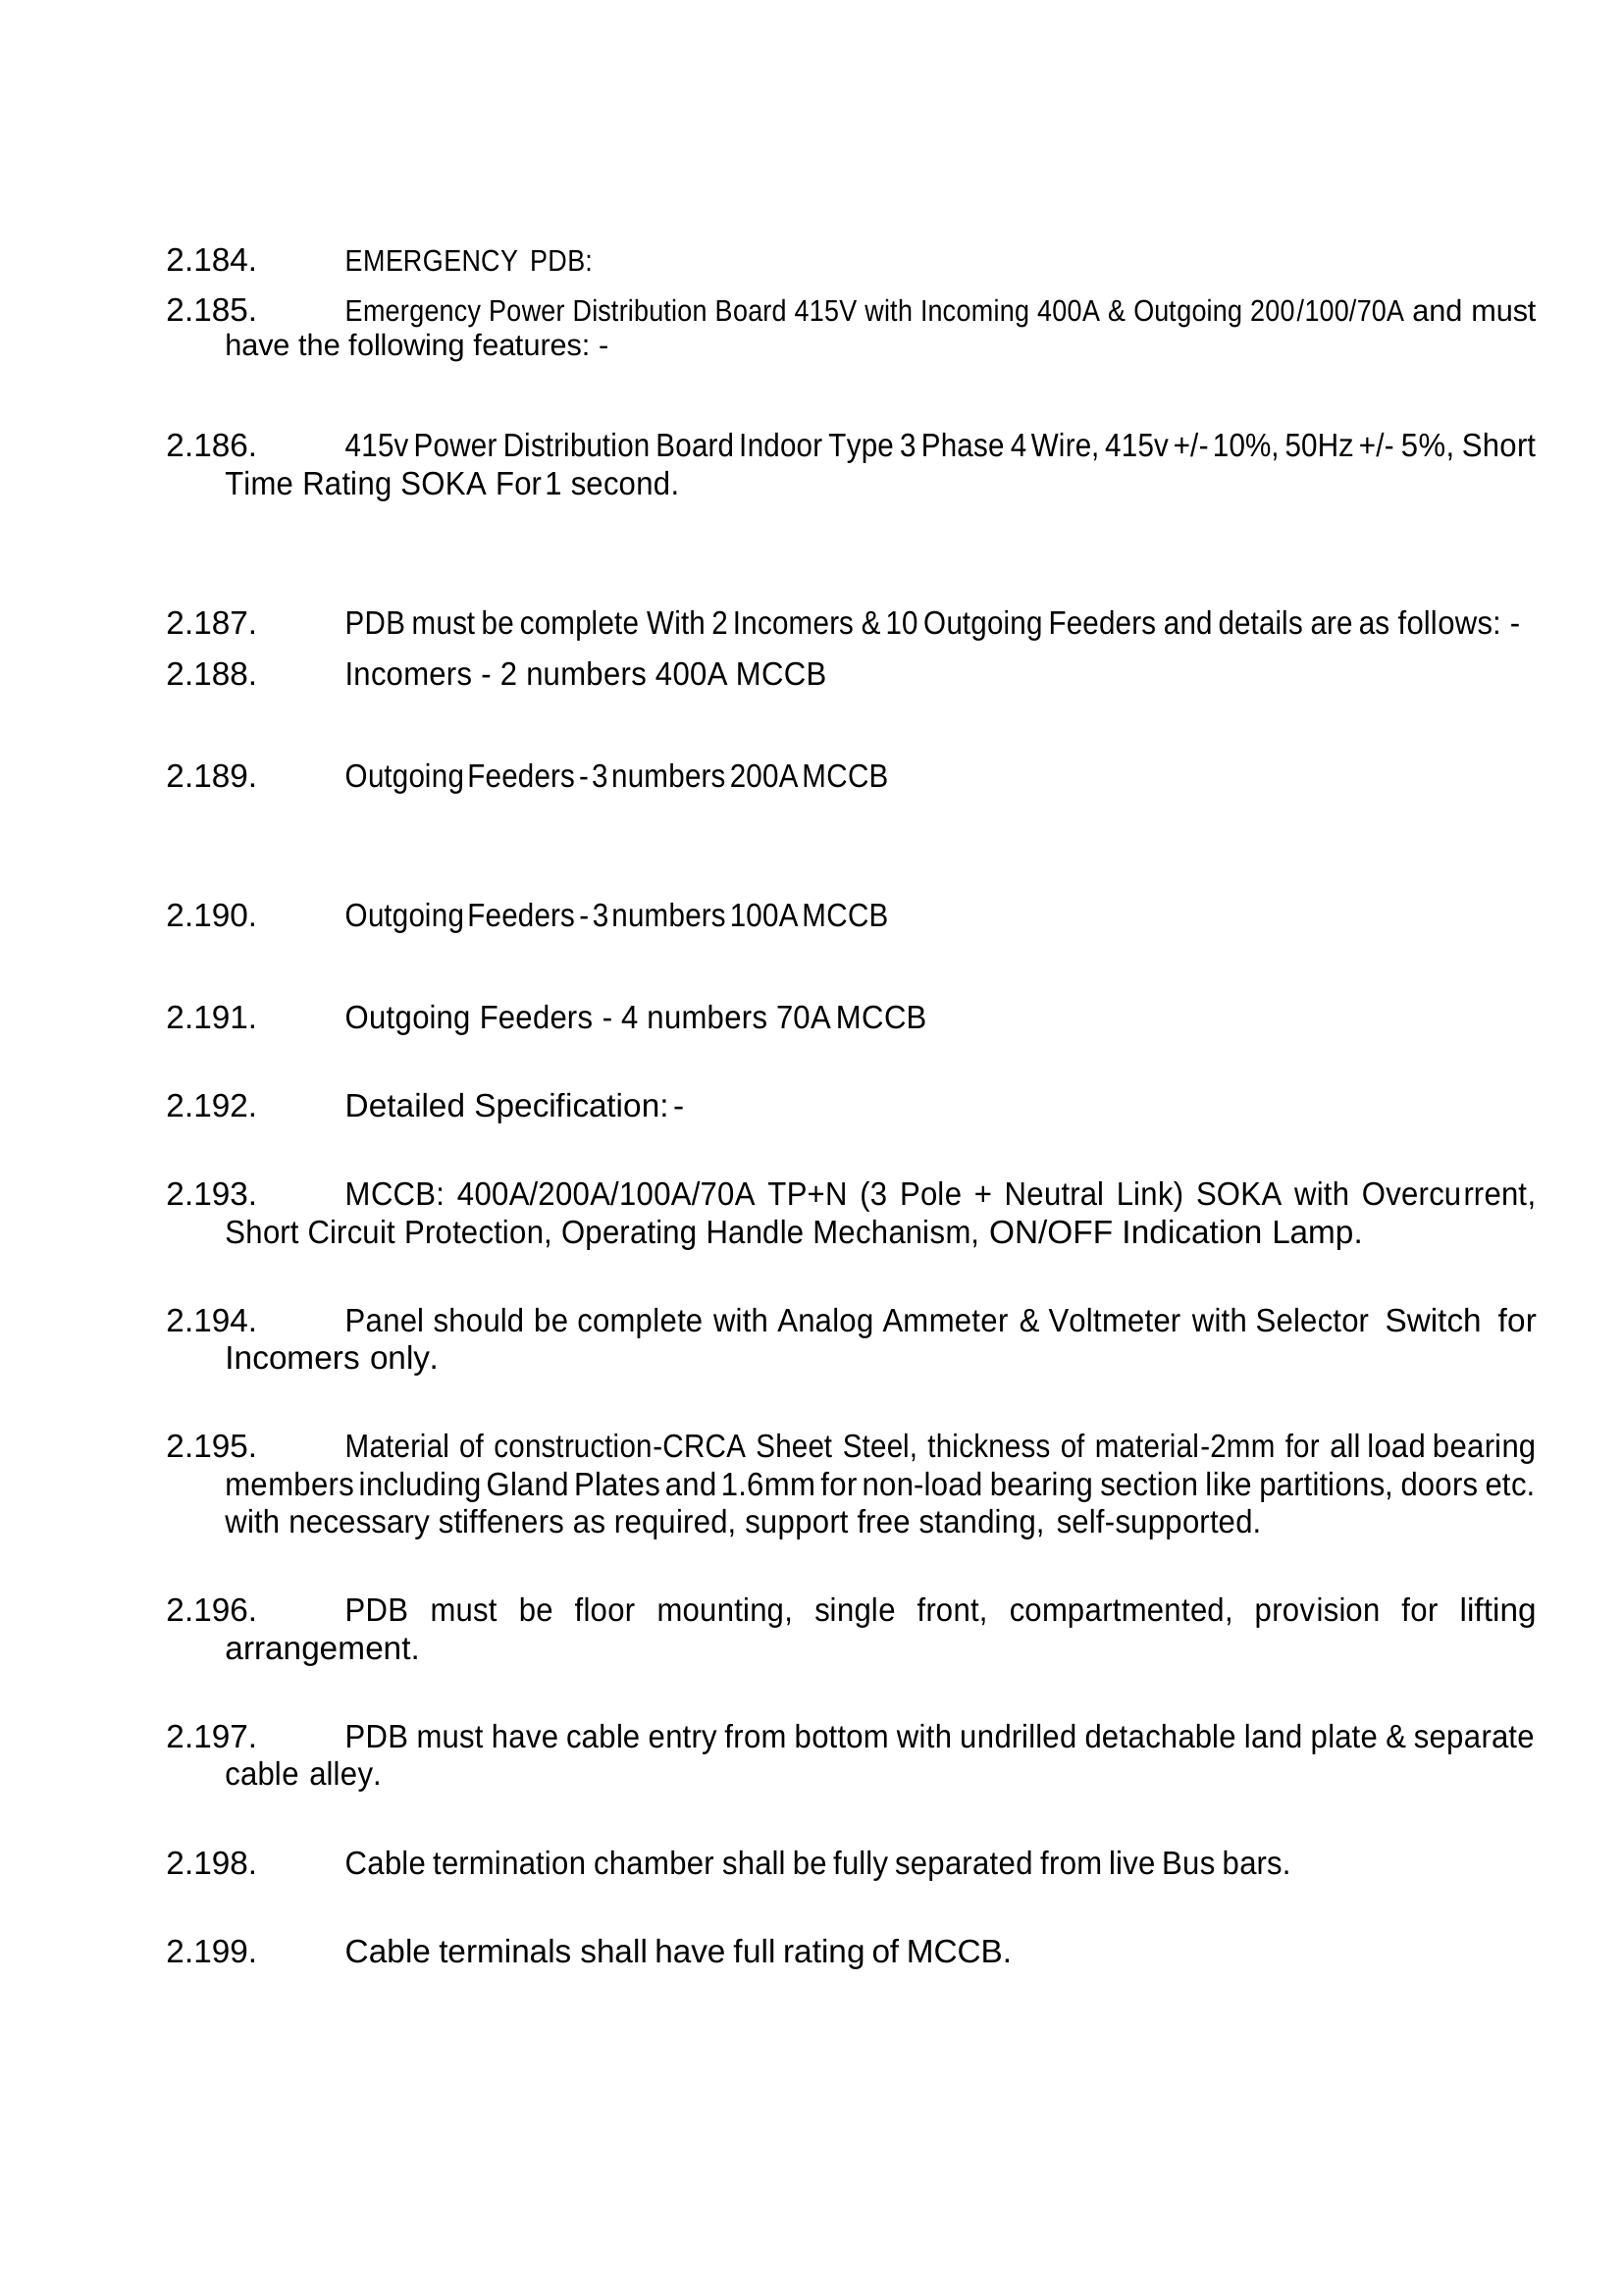 2.184. EMERGENCY PDB:
2.185. Emergency Power Distribution Board 415V with Incoming 400A & Outgoing 200/100/70A and must
have the following features: -
2.186. 415v Power Distribution Board Indoor Type 3 Phase 4 Wire, 415v +/- 10%, 50Hz +/- 5%, Short
Time Rating SOKA For 1 second.
2.187. PDB must be complete With 2 Incomers & 10 Outgoing Feeders and details are as follows: -
2.188. Incomers - 2 numbers 400A MCCB
2.189. Outgoing Feeders - 3 numbers 200A MCCB
2.190. Outgoing Feeders - 3 numbers 100A MCCB
2.191. Outgoing Feeders - 4 numbers 70A MCCB
2.192. Detailed Specification: -
2.193. MCCB: 400A/200A/100A/70A TP+N (3 Pole + Neutral Link) SOKA with Overcurrent,
Short Circuit Protection, Operating Handle Mechanism, ON/OFF Indication Lamp.
2.194. Panel should be complete with Analog Ammeter & Voltmeter with Selector Switch for
Incomers only.
2.195. Material of construction-CRCA Sheet Steel, thickness of material-2mm for all load bearing
members including Gland Plates and 1.6mm for non-load bearing section like partitions, doors etc.
with necessary stiffeners as required, support free standing, self-supported.
2.196. PDB must be floor mounting, single front, compartmented, provision for lifting
arrangement.
2.197. PDB must have cable entry from bottom with undrilled detachable land plate & separate
cable alley.
2.198. Cable termination chamber shall be fully separated from live Bus bars.
2.199. Cable terminals shall have full rating of MCCB.